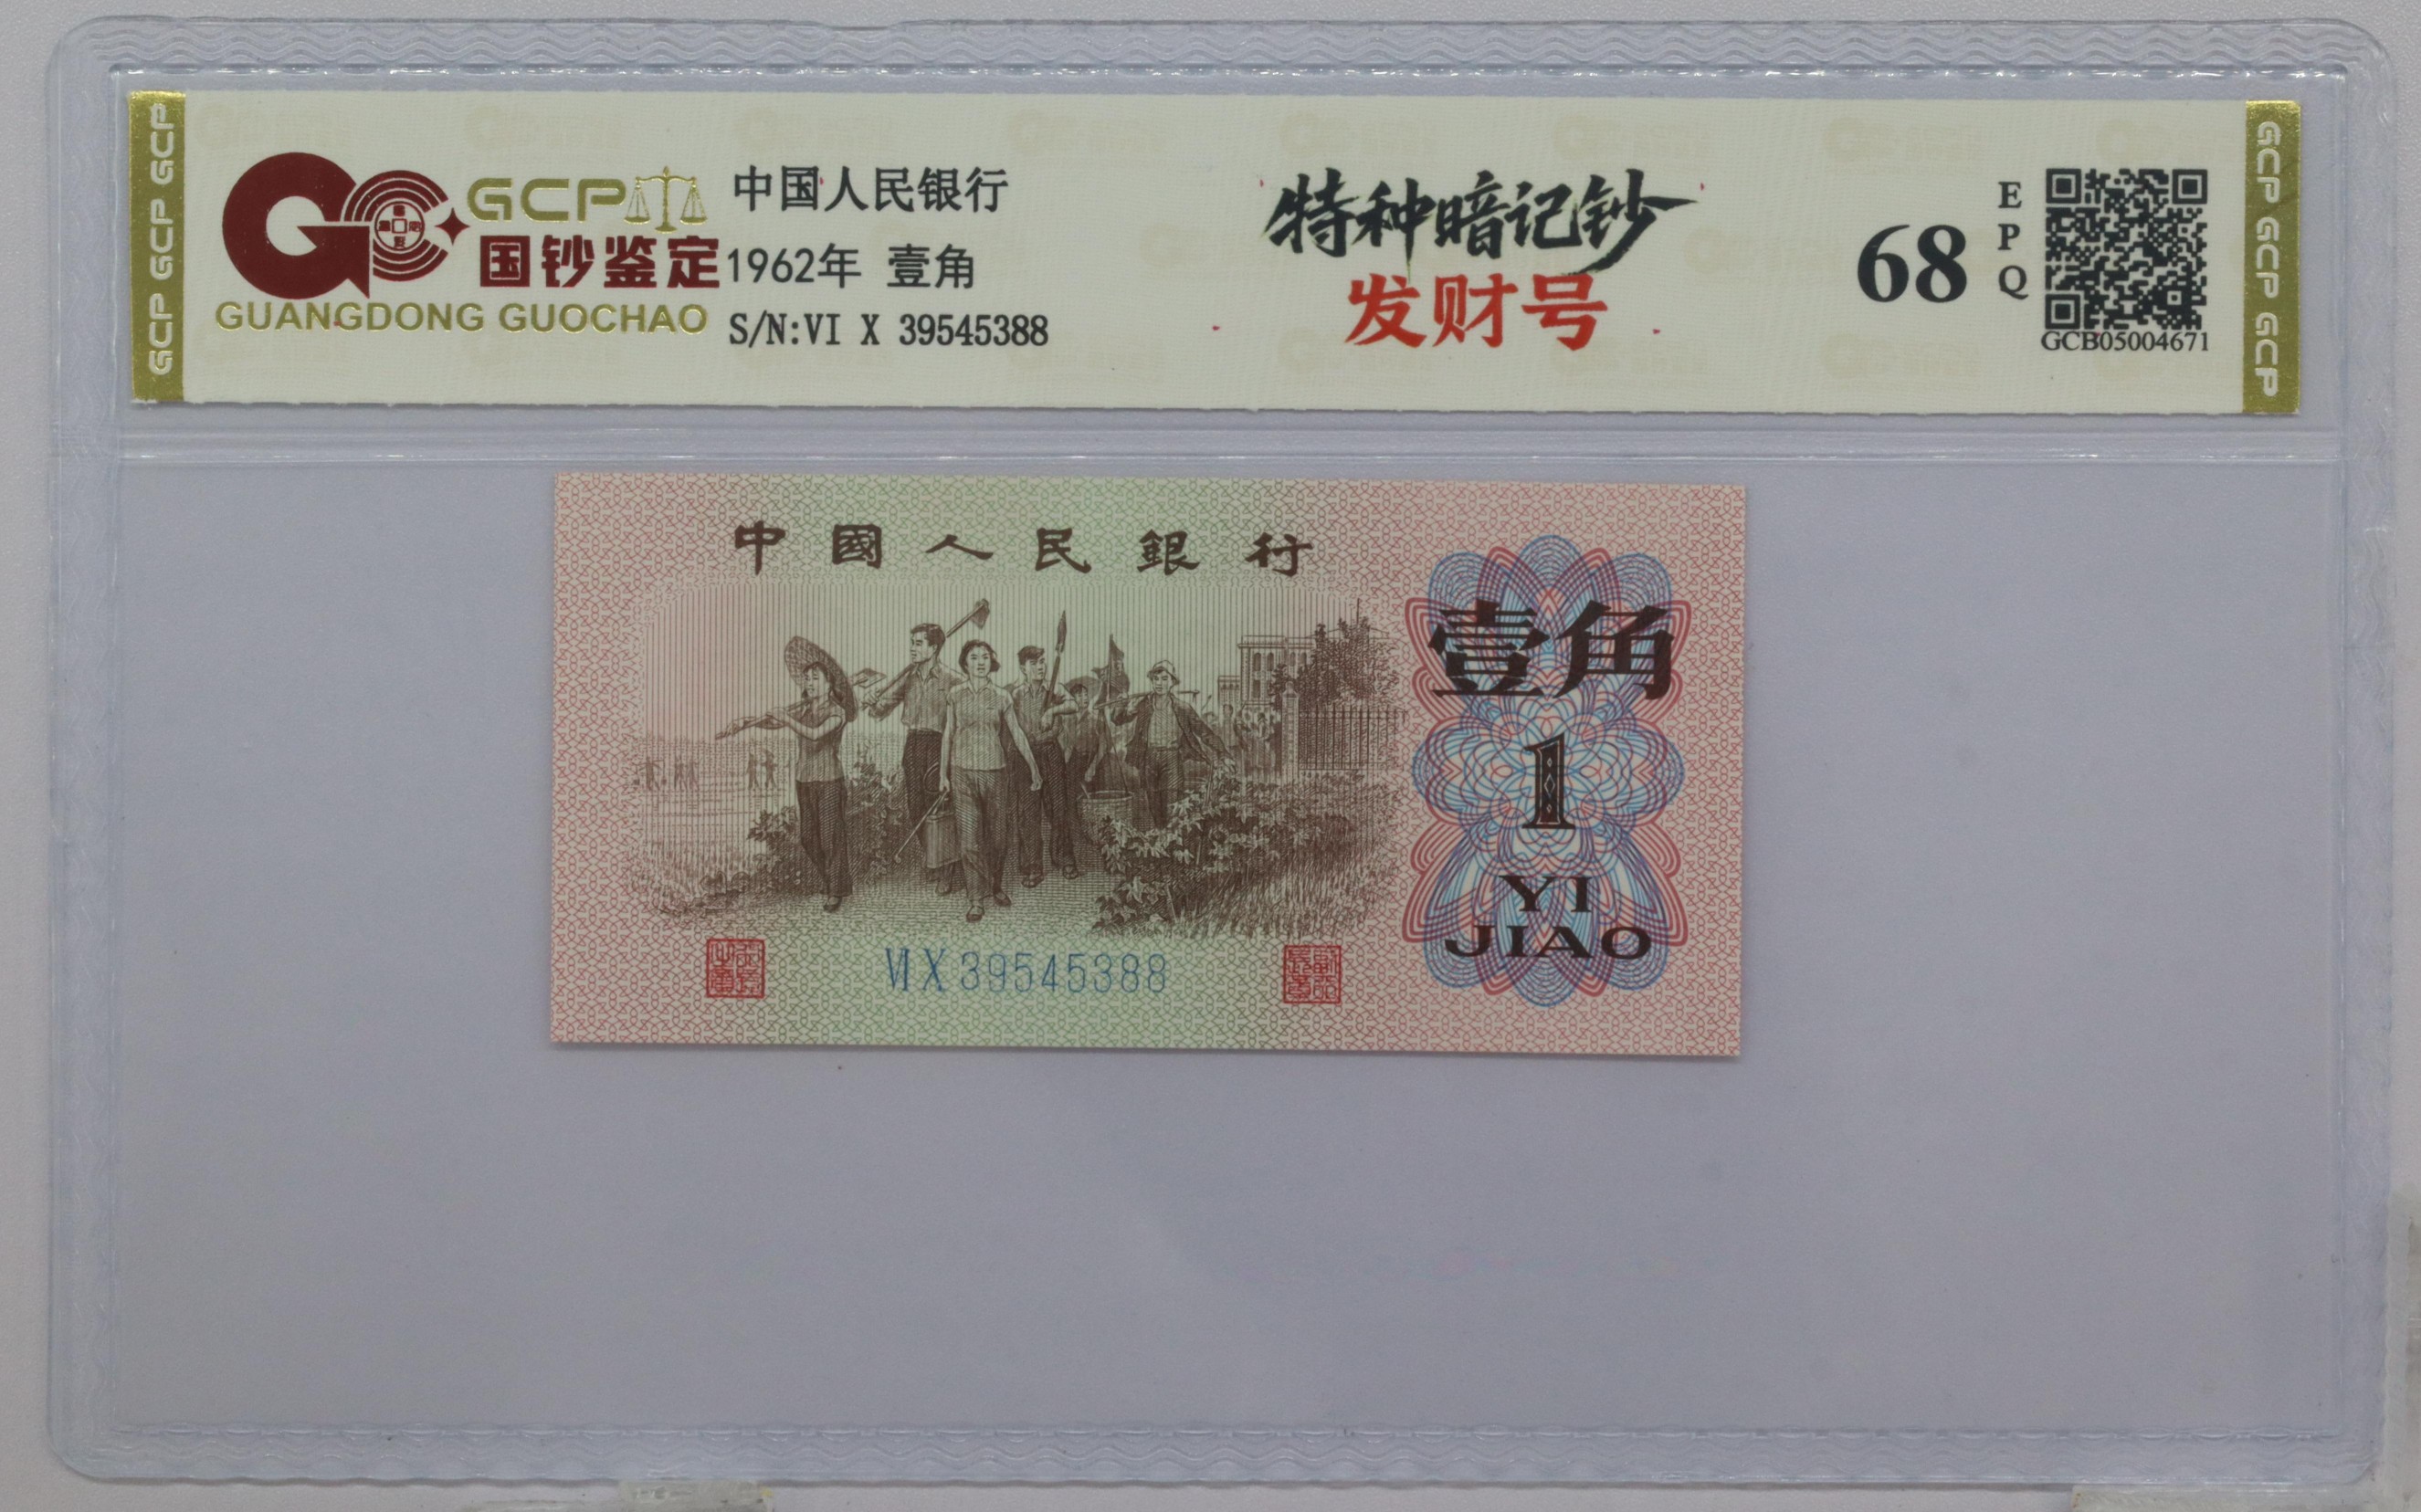 GCP GCP GCP
GCP
国钞鉴定
GUANGDONG GUOCHAO
中国人民银行
1962年 壹角
S/N:VI X 39545388
特种暗记钞
发财号
68
EPQ
GCB05004671
GCP GCP GCP
中國人民銀行
壹角
1
YI
JIAO
VI X 39545388